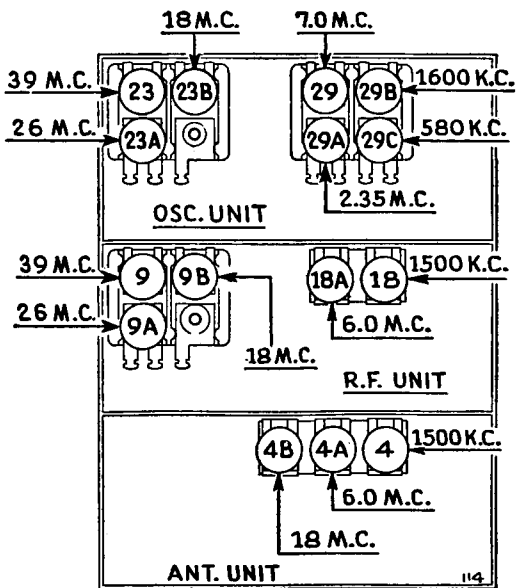 18 M.C. 7.0 M.C.
39 M.C. 23 23B 29 29B 1600 K.C.
26 M.C. 23A 29A 29C 580 K.C.
2.35 M.C.
OSC. UNIT
39 M.C. 9 9B 18A 18 1500 K.C.
26 M.C. 9A 6.0 M.C.
18 M.C.
R.F. UNIT
4B 4A 4 1500 K.C.
6.0 M.C.
18 M.C.
ANT. UNIT 114